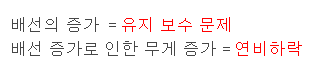 배선의 증가 = 유지 보수 문제
배선 증가로 인한 무게 증가 = 연비하락